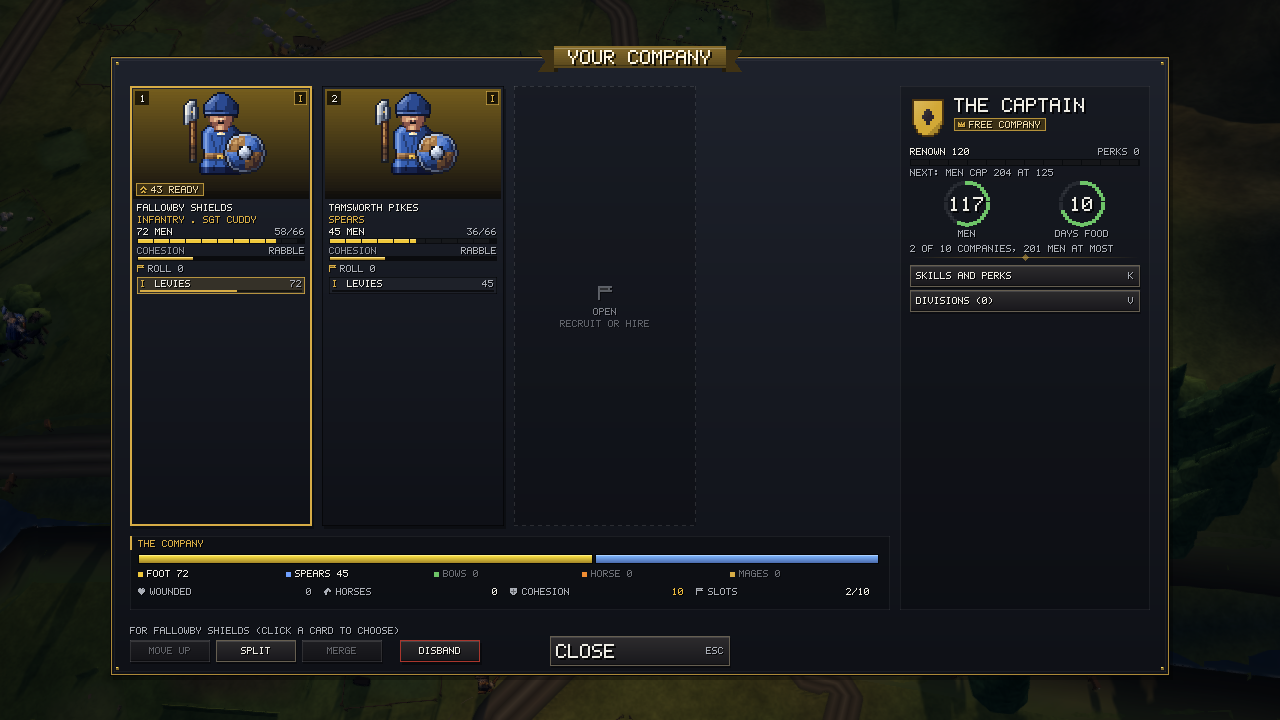 YOUR COMPANY
1
I
43 READY
FALLOWBY SHIELDS
INFANTRY . SGT CUDDY
72 MEN 58/66
COHESION RABBLE
ROLL 0
I LEVIES 72
2
I
TAMSWORTH PIKES
SPEARS
45 MEN 36/66
COHESION RABBLE
ROLL 0
I LEVIES 45
OPEN
RECRUIT OR HIRE
THE CAPTAIN
FREE COMPANY
RENOWN 120 PERKS 0
NEXT: MEN CAP 204 AT 125
117 10
MEN DAYS FOOD
2 OF 10 COMPANIES, 201 MEN AT MOST
SKILLS AND PERKS K
DIVISIONS (0) V
THE COMPANY
FOOT 72 SPEARS 45 BOWS 0 HORSE 0 MAGES 0
WOUNDED 0 HORSES 0 COHESION 10 SLOTS 2/10
FOR FALLOWBY SHIELDS (CLICK A CARD TO CHOOSE)
MOVE UP SPLIT MERGE DISBAND
CLOSE ESC